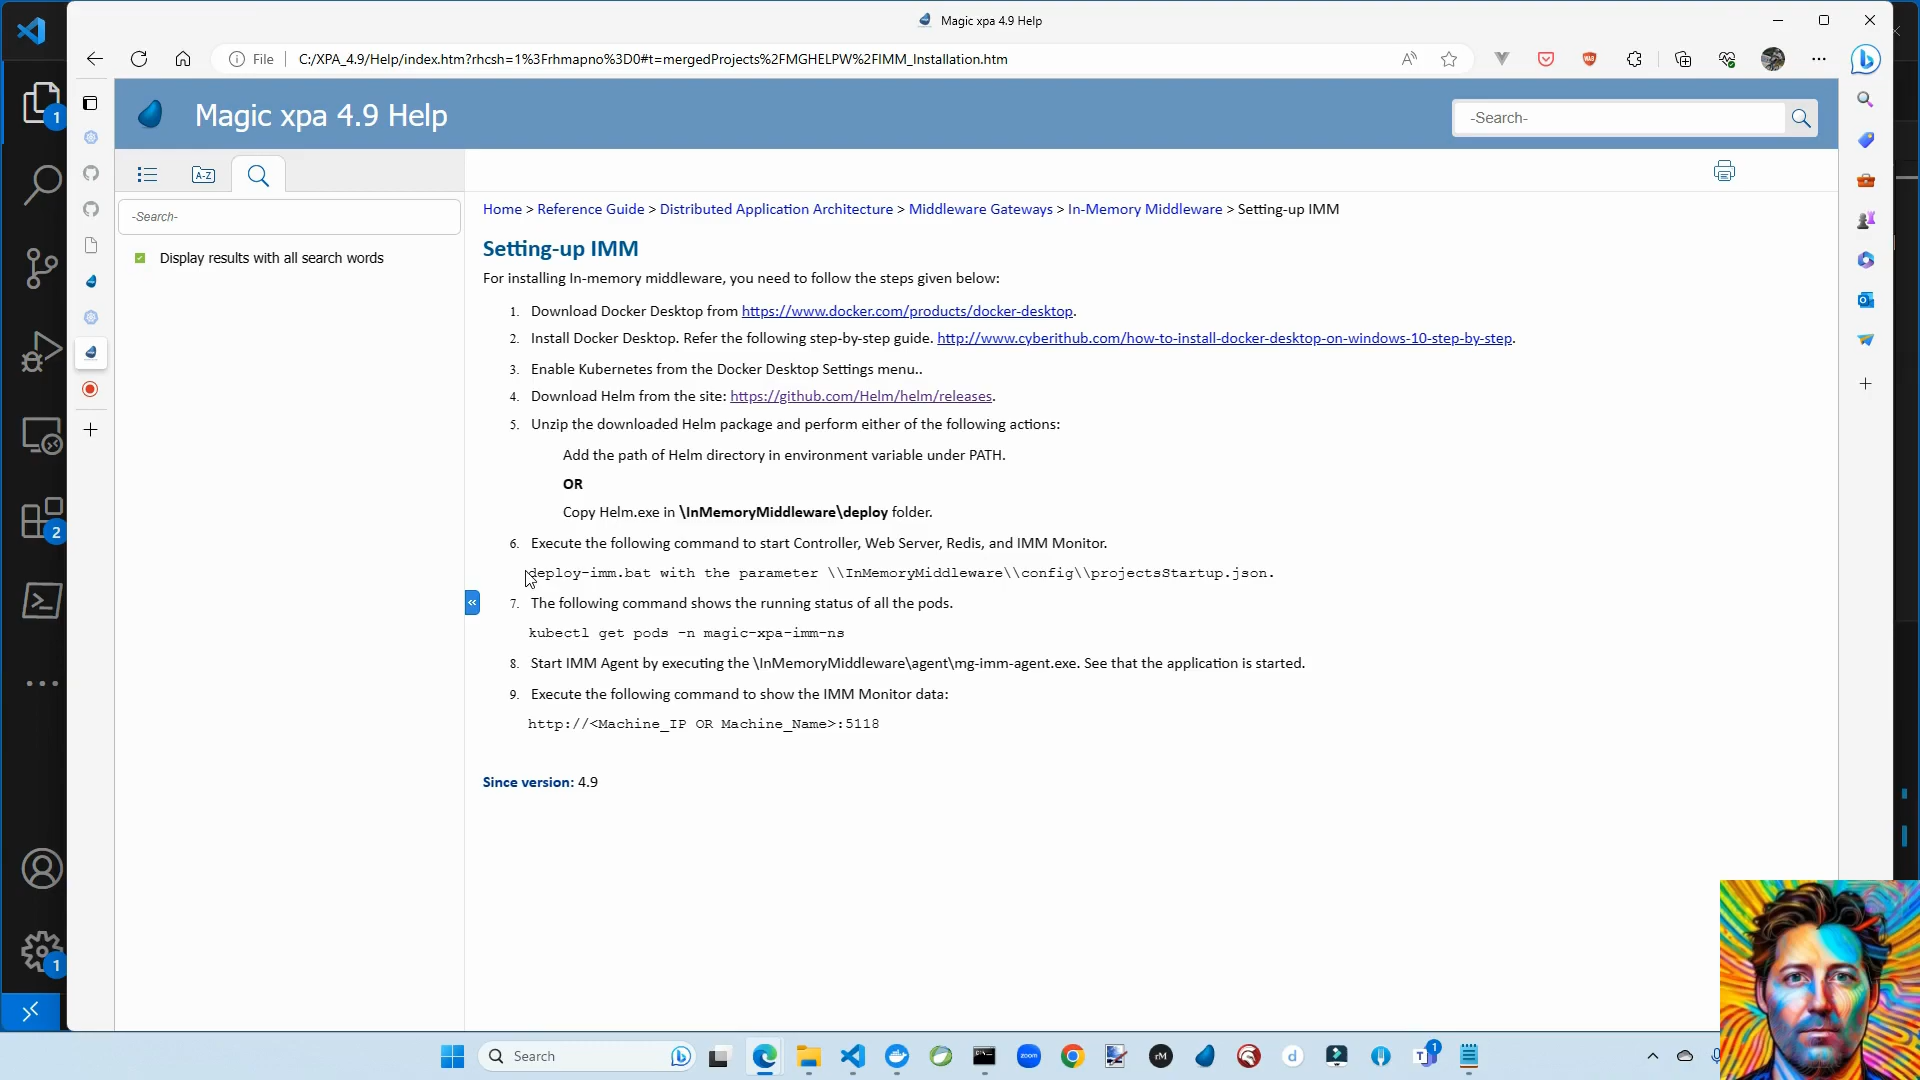 Magic xpa 4.9 Help
File
C:/XPA_4.9/Help/index.htm?rhcsh=1%3Frhmapno%3D0#t=mergedProjects%2FMGHELPW%2FIMM_Installation.htm
Magic xpa 4.9 Help
-Search-
A-Z
-Search-
Display results with all search words
Home > Reference Guide > Distributed Application Architecture > Middleware Gateways > In-Memory Middleware > Setting-up IMM
Setting-up IMM
For installing In-memory middleware, you need to follow the steps given below:
1. Download Docker Desktop from https://www.docker.com/products/docker-desktop.
2. Install Docker Desktop. Refer the following step-by-step guide. http://www.cyberithub.com/how-to-install-docker-desktop-on-windows-10-step-by-step.
3. Enable Kubernetes from the Docker Desktop Settings menu..
4. Download Helm from the site: https://github.com/Helm/helm/releases.
5. Unzip the downloaded Helm package and perform either of the following actions:
Add the path of Helm directory in environment variable under PATH.
OR
Copy Helm.exe in \InMemoryMiddleware\deploy folder.
6. Execute the following command to start Controller, Web Server, Redis, and IMM Monitor.
deploy-imm.bat with the parameter \\InMemoryMiddleware\\config\\projectsStartup.json.
7. The following command shows the running status of all the pods.
kubectl get pods -n magic-xpa-imm-ns
8. Start IMM Agent by executing the \InMemoryMiddleware\agent\mg-imm-agent.exe. See that the application is started.
9. Execute the following command to show the IMM Monitor data:
http://<Machine_IP OR Machine_Name>:5118
Since version: 4.9
1
2
1
Search
zoom
rM
d
T
1